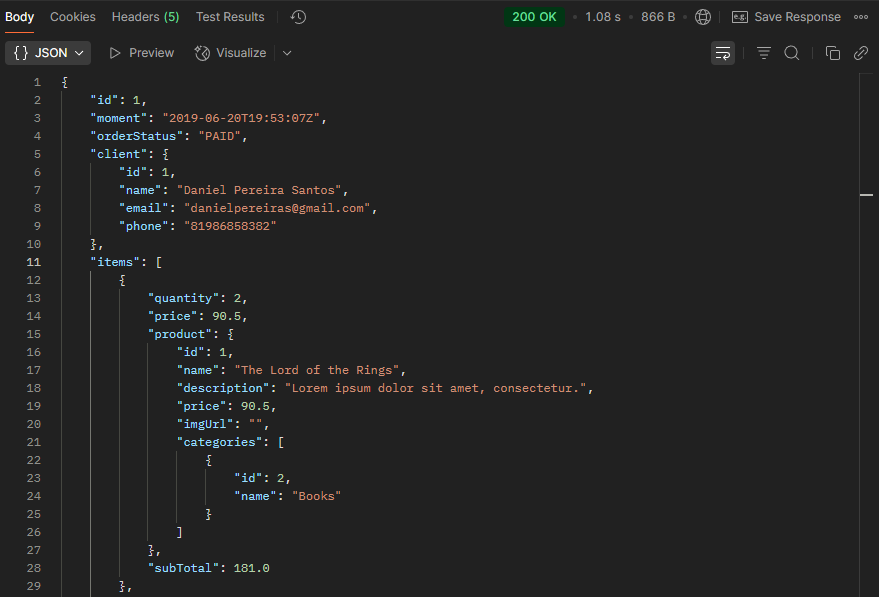 Body Cookies Headers (5) Test Results 200 OK • 1.08 s • 866 B • e.g. Save Response
{} JSON Preview Visualize
1 {
2 "id": 1,
3 "moment": "2019-06-20T19:53:07Z",
4 "orderStatus": "PAID",
5 "client": {
6 "id": 1,
7 "name": "Daniel Pereira Santos",
8 "email": "danielpereiras@gmail.com",
9 "phone": "81986858382"
10 },
11 "items": [
12 {
13 "quantity": 2,
14 "price": 90.5,
15 "product": {
16 "id": 1,
17 "name": "The Lord of the Rings",
18 "description": "Lorem ipsum dolor sit amet, consectetur.",
19 "price": 90.5,
20 "imgUrl": "",
21 "categories": [
22 {
23 "id": 2,
24 "name": "Books"
25 }
26 ]
27 },
28 "subTotal": 181.0
29 },